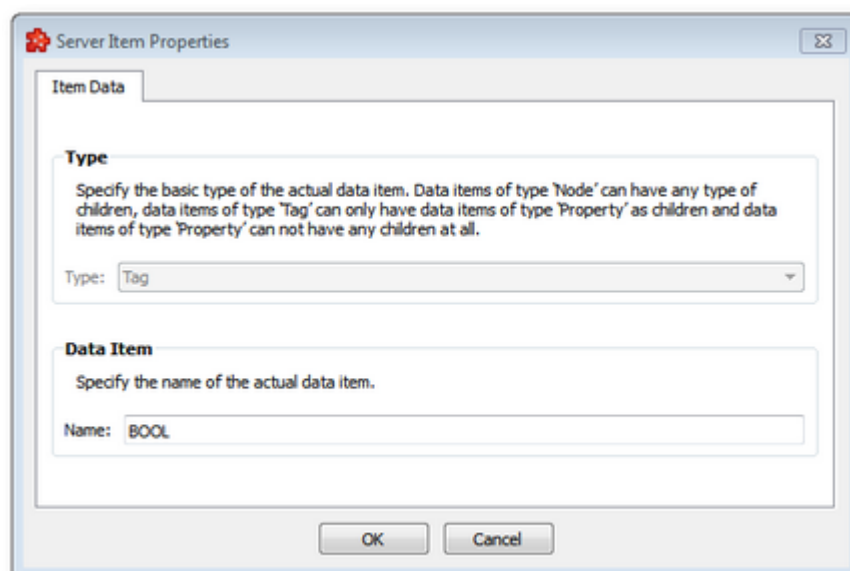 Server Item Properties
Item Data
Type
Specify the basic type of the actual data item. Data items of type 'Node' can have any type of
children, data items of type 'Tag' can only have data items of type 'Property' as children and data
items of type 'Property' can not have any children at all.
Type: Tag
Data Item
Specify the name of the actual data item.
Name: BOOL
OK Cancel